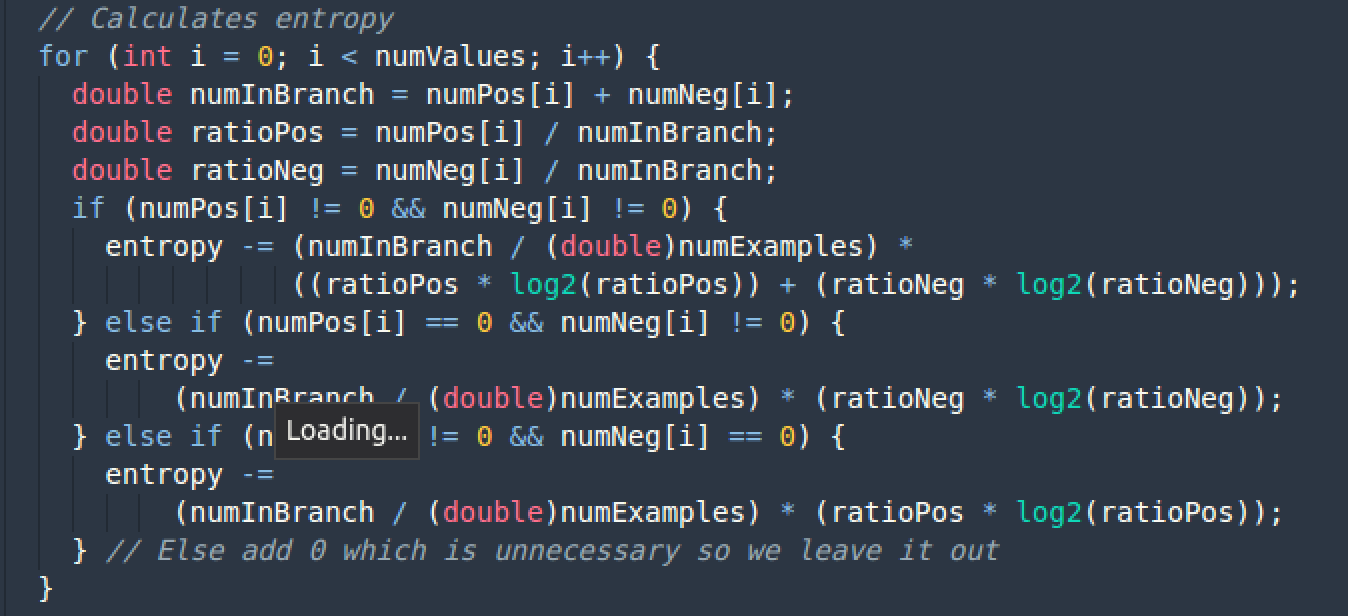 // Calculates entropy
for (int i = 0; i < numValues; i++) {
double numInBranch = numPos[i] + numNeg[i];
double ratioPos = numPos[i] / numInBranch;
double ratioNeg = numNeg[i] / numInBranch;
if (numPos[i] != 0 && numNeg[i] != 0) {
entropy -= (numInBranch / (double)numExamples) *
((ratioPos * log2(ratioPos)) + (ratioNeg * log2(ratioNeg)));
} else if (numPos[i] == 0 && numNeg[i] != 0) {
entropy -=
(numInBranch / (double)numExamples) * (ratioNeg * log2(ratioNeg));
} else if (n Loading... != 0 && numNeg[i] == 0) {
entropy -=
(numInBranch / (double)numExamples) * (ratioPos * log2(ratioPos));
} // Else add 0 which is unnecessary so we leave it out
}